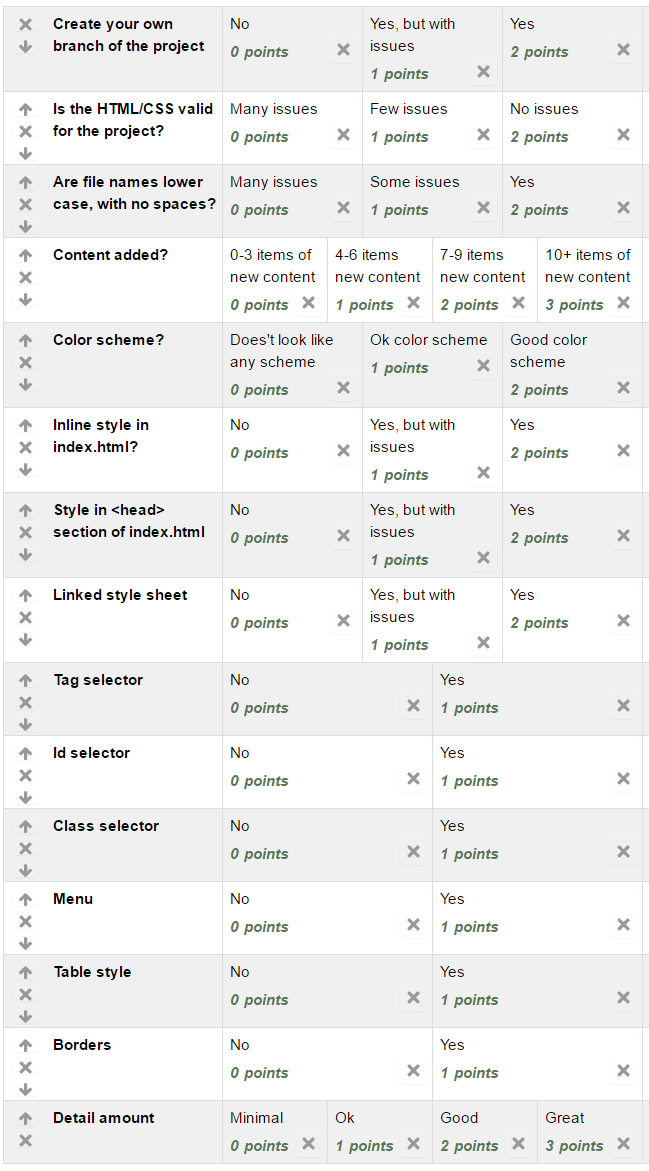 Create your own
branch of the project
No
0 points
Yes, but with
issues
1 points
Yes
2 points
Is the HTML/CSS valid
for the project?
Many issues
0 points
Few issues
1 points
No issues
2 points
Are file names lower
case, with no spaces?
Many issues
0 points
Some issues
1 points
Yes
2 points
Content added?
0-3 items of
new content
0 points
4-6 items
new content
1 points
7-9 items
new content
2 points
10+ items of
new content
3 points
Color scheme?
Does't look like
any scheme
0 points
Ok color scheme
1 points
Good color
scheme
2 points
Inline style in
index.html?
No
0 points
Yes, but with
issues
1 points
Yes
2 points
Style in <head>
section of index.html
No
0 points
Yes, but with
issues
1 points
Yes
2 points
Linked style sheet
No
0 points
Yes, but with
issues
1 points
Yes
2 points
Tag selector
No
0 points
Yes
1 points
Id selector
No
0 points
Yes
1 points
Class selector
No
0 points
Yes
1 points
Menu
No
0 points
Yes
1 points
Table style
No
0 points
Yes
1 points
Borders
No
0 points
Yes
1 points
Detail amount
Minimal
0 points
Ok
1 points
Good
2 points
Great
3 points